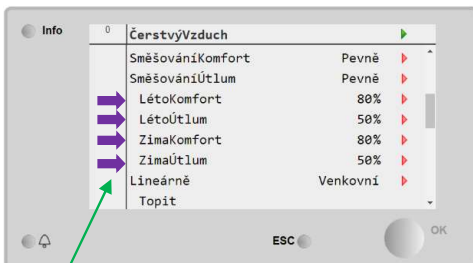 Info
0 ČerstvýVzduch
SměšováníKomfort Pevně
SměšováníÚtlum Pevně
LétoKomfort 80%
LétoÚtlum 50%
ZimaKomfort 80%
ZimaÚtlum 50%
Lineárně Venkovní
Topit
ESC
OK